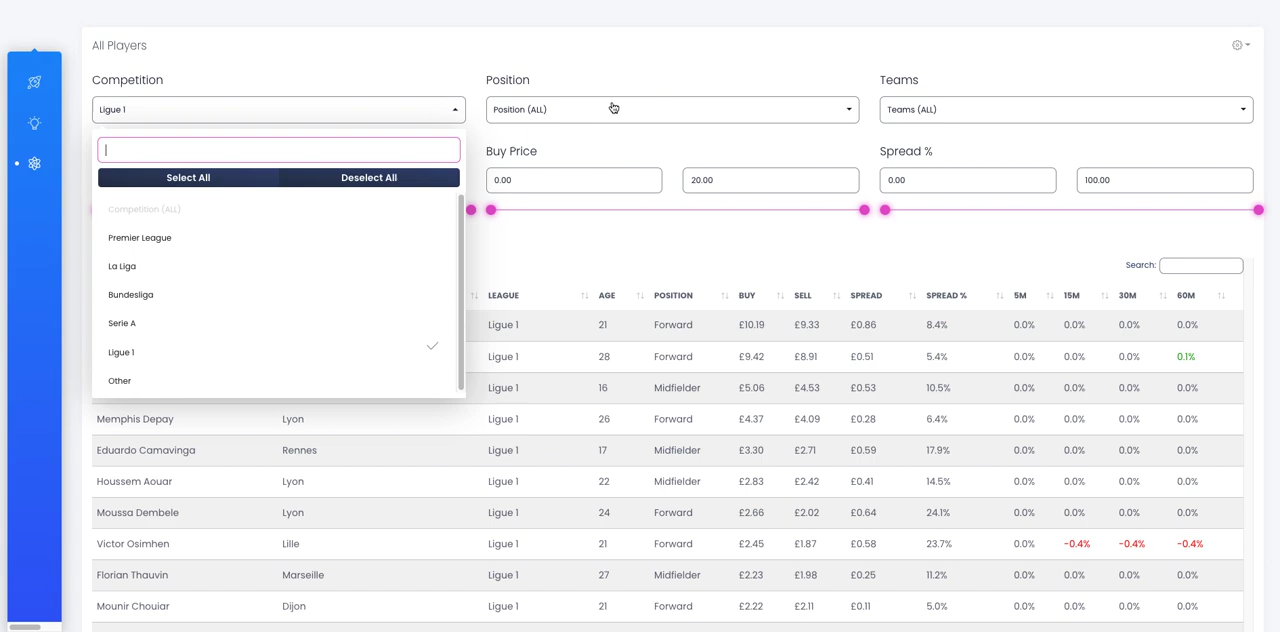 All Players
Competition Position Teams
Ligue 1 Position (ALL) Teams (ALL)
Buy Price Spread %
Select All Deselect All
0.00 20.00 0.00 100.00
Competition (ALL)
Premier League
La Liga
Search:
Bundesliga
LEAGUE AGE POSITION BUY SELL SPREAD SPREAD % 5M 15M 30M 60M
Serie A
Ligue 1 21 Forward £10.19 £9.33 £0.86 8.4% 0.0% 0.0% 0.0% 0.0%
Ligue 1
Ligue 1 28 Forward £9.42 £8.91 £0.51 5.4% 0.0% 0.0% 0.0% 0.1%
Other
Ligue 1 16 Midfielder £5.06 £4.53 £0.53 10.5% 0.0% 0.0% 0.0% 0.0%
Memphis Depay Lyon Ligue 1 26 Forward £4.37 £4.09 £0.28 6.4% 0.0% 0.0% 0.0% 0.0%
Eduardo Camavinga Rennes Ligue 1 17 Midfielder £3.30 £2.71 £0.59 17.9% 0.0% 0.0% 0.0% 0.0%
Houssem Aouar Lyon Ligue 1 22 Midfielder £2.83 £2.42 £0.41 14.5% 0.0% 0.0% 0.0% 0.0%
Moussa Dembele Lyon Ligue 1 24 Forward £2.66 £2.02 £0.64 24.1% 0.0% 0.0% 0.0% 0.0%
Victor Osimhen Lille Ligue 1 21 Forward £2.45 £1.87 £0.58 23.7% 0.0% -0.4% -0.4% -0.4%
Florian Thauvin Marseille Ligue 1 27 Midfielder £2.23 £1.98 £0.25 11.2% 0.0% 0.0% 0.0% 0.0%
Mounir Chouiar Dijon Ligue 1 21 Forward £2.22 £2.11 £0.11 5.0% 0.0% 0.0% 0.0% 0.0%